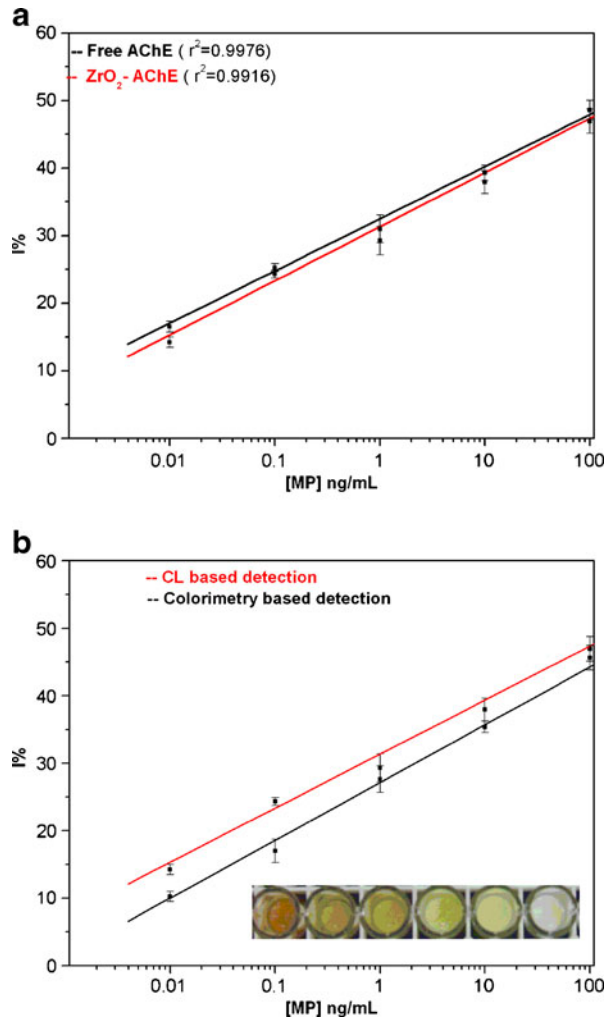 a
60
-- Free AChE ( r²=0.9976)
-- ZrO₂- AChE ( r²=0.9916)
50
40
I%
30
20
10
0
0.01 0.1 1 10 100
[MP] ng/mL
b
60
-- CL based detection
-- Colorimetry based detection
50
40
I%
30
20
10
0
0.01 0.1 1 10 100
[MP] ng/mL